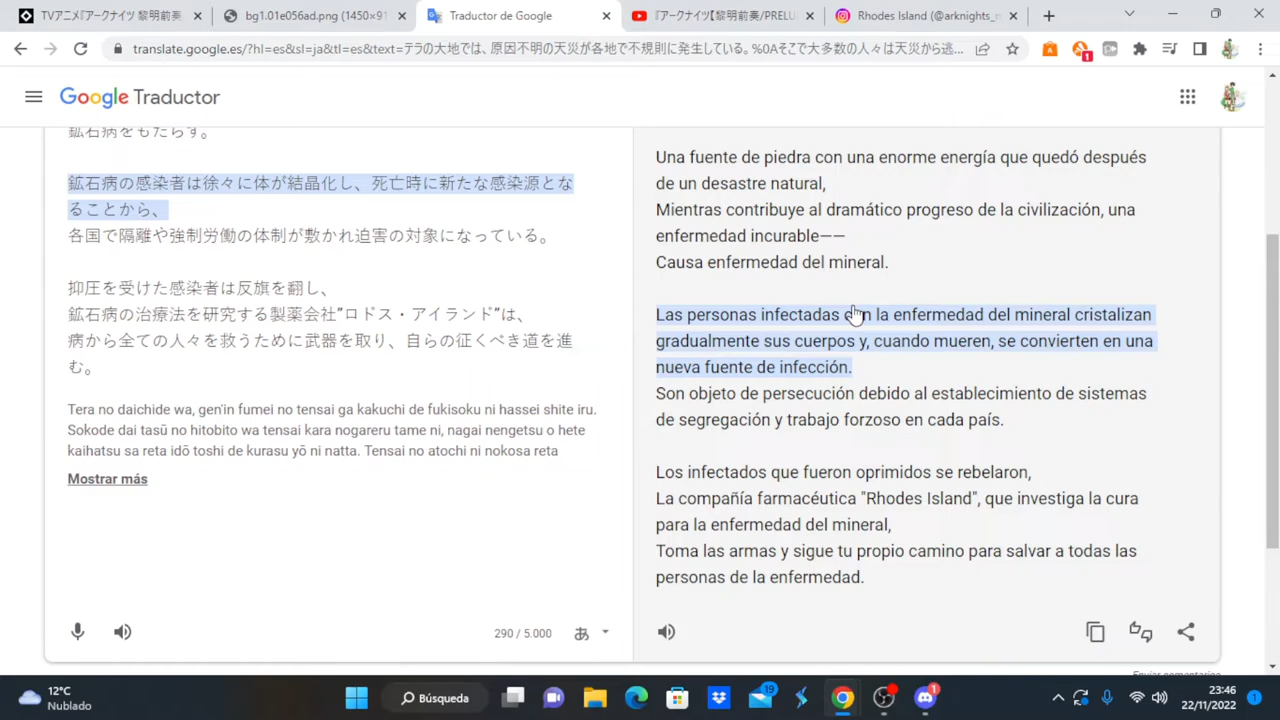 TVアニメ『アークナイツ 黎明前奏
bg1.01e056ad.png (1450×91
Traductor de Google
『アークナイツ【黎明前奏/PRELU
Rhodes Island (@arknights_n
translate.google.es/?hl=es&sl=ja&tl=es&text=テラの大地では、原因不明の天災が各地で不規則に発生している。%0Aそこで大多数の人々は天災から逃...
1
Google Traductor
鉱石病をもたらす。
鉱石病の感染者は徐々に体が結晶化し、死亡時に新たな感染源とな
ることから、
各国で隔離や強制労働の体制が敷かれ迫害の対象になっている。
抑圧を受けた感染者は反旗を翻し、
鉱石病の治療法を研究する製薬会社"ロドス・アイランド"は、
病から全ての人々を救うために武器を取り、自らの征くべき道を進
む。
Tera no daichide wa, gen'in fumei no tensai ga kakuchi de fukisoku ni hassei shite iru.
Sokode dai tasū no hitobito wa tensai kara nogareru tame ni, nagai nengetsu o hete
kaihatsu sa reta idō toshi de kurasu yō ni natta. Tensai no atochi ni nokosa reta
Mostrar más
290 / 5.000
あ
Una fuente de piedra con una enorme energía que quedó después
de un desastre natural,
Mientras contribuye al dramático progreso de la civilización, una
enfermedad incurable——
Causa enfermedad del mineral.
Las personas infectadas con la enfermedad del mineral cristalizan
gradualmente sus cuerpos y, cuando mueren, se convierten en una
nueva fuente de infección.
Son objeto de persecución debido al establecimiento de sistemas
de segregación y trabajo forzoso en cada país.
Los infectados que fueron oprimidos se rebelaron,
La compañía farmacéutica "Rhodes Island", que investiga la cura
para la enfermedad del mineral,
Toma las armas y sigue tu propio camino para salvar a todas las
personas de la enfermedad.
Enviar comentarios
12°C
Nublado
Búsqueda
19
1
23:46
22/11/2022
1